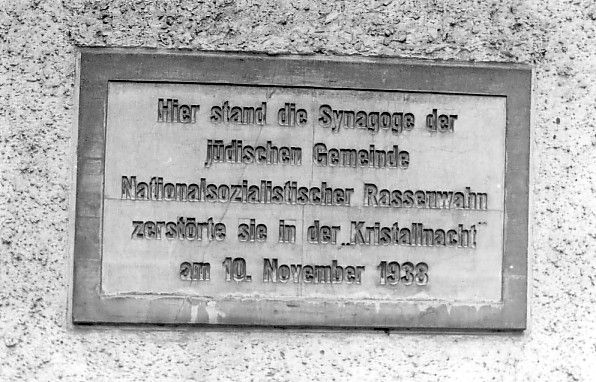 Hier stand die Synagoge der
jüdischen Gemeinde
Nationalsozialistischer Rassenwahn
zerstörte sie in der „Kristallnacht"
am 10. November 1938